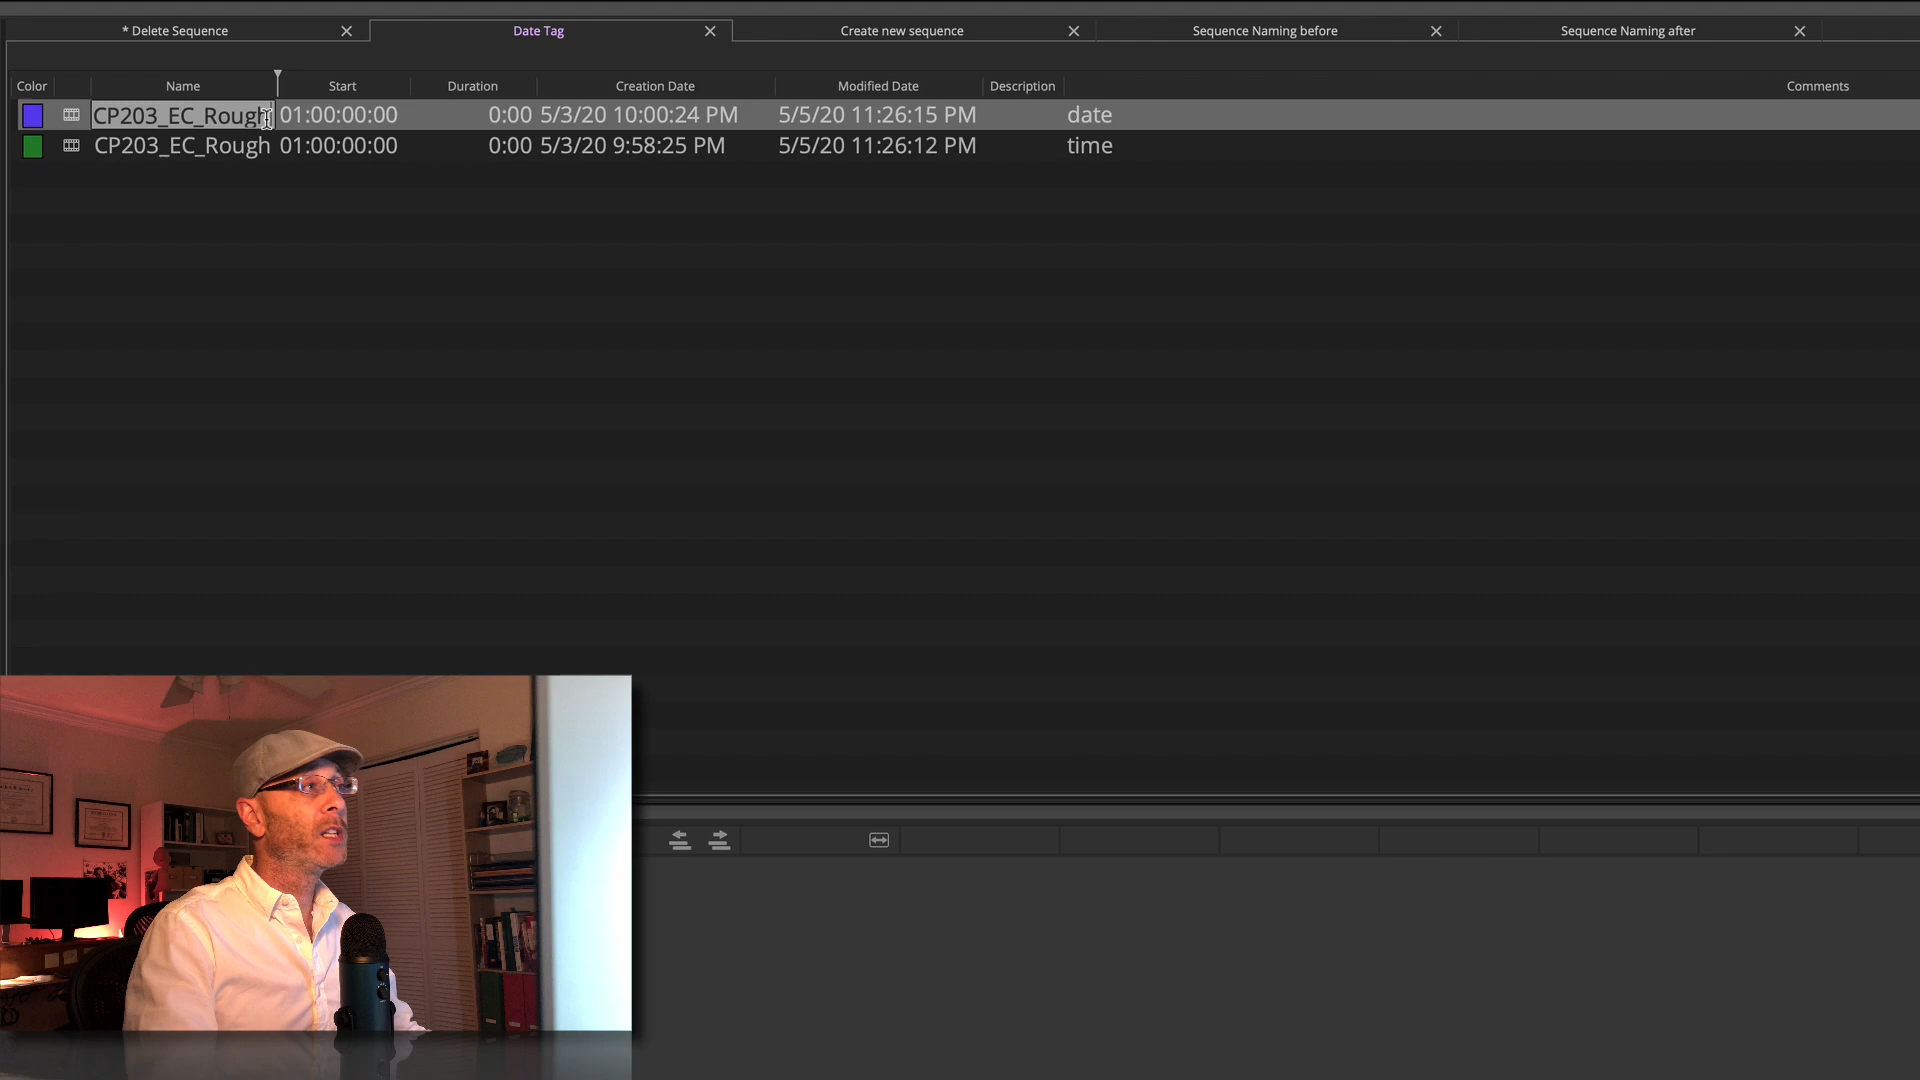 * Delete Sequence Date Tag Create new sequence Sequence Naming before Sequence Naming after
Color Name Start Duration Creation Date Modified Date Description Comments
CP203_EC_Rough 01:00:00:00 0:00 5/3/20 10:00:24 PM 5/5/20 11:26:15 PM date
CP203_EC_Rough 01:00:00:00 0:00 5/3/20 9:58:25 PM 5/5/20 11:26:12 PM time